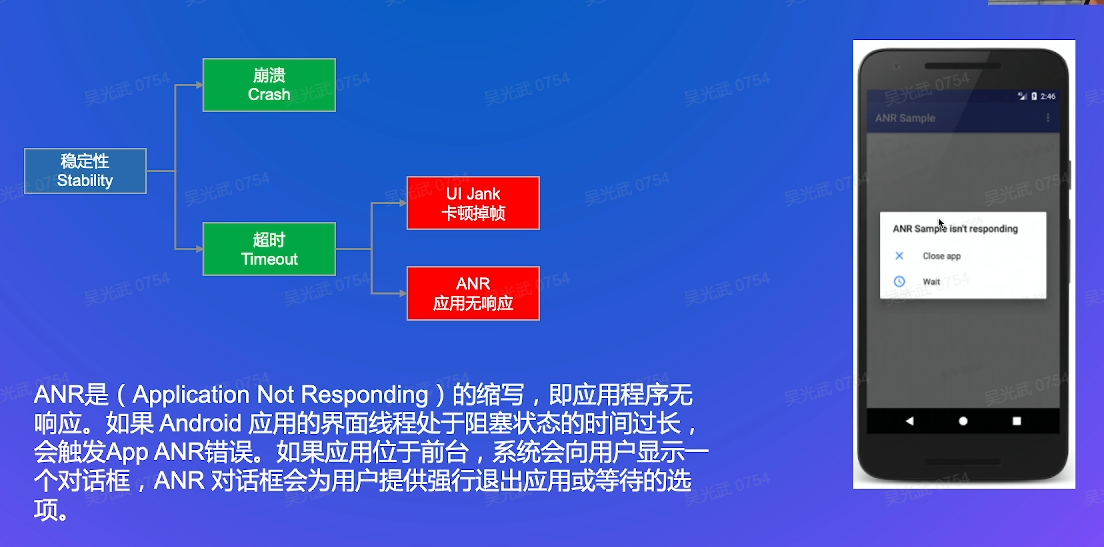 崩溃
Crash
稳定性
Stability
超时
Timeout
UI Jank
卡顿掉帧
ANR
应用无响应
ANR是（Application Not Responding）的缩写，即应用程序无
响应。如果 Android 应用的界面线程处于阻塞状态的时间过长，
会触发App ANR错误。如果应用位于前台，系统会向用户显示一
个对话框，ANR 对话框会为用户提供强行退出应用或等待的选
项。
2:46
ANR Sample
ANR Sample isn't responding
Close app
Wait
吴光武 0754